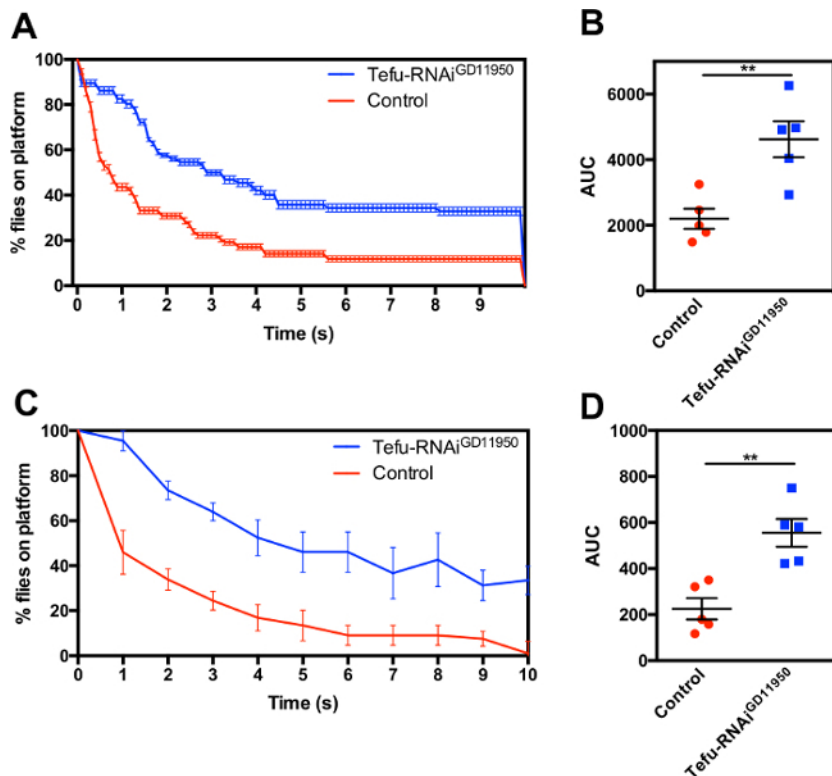 A
% flies on platform
100
80
60
40
20
0
Tefu-RNAi^GD11950
Control
0 1 2 3 4 5 6 7 8 9
Time (s)
B
**
AUC
6000
4000
2000
0
Control
Tefu-RNAi^GD11950
C
% flies on platform
100
80
60
40
20
0
Tefu-RNAi^GD11950
Control
0 1 2 3 4 5 6 7 8 9 10
Time (s)
D
**
AUC
1000
800
600
400
200
0
Control
Tefu-RNAi^GD11950